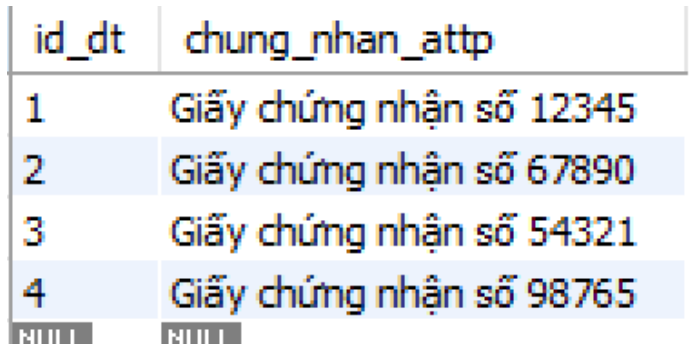 id_dt chung_nhan_attp
1 Giấy chứng nhận số 12345
2 Giấy chứng nhận số 67890
3 Giấy chứng nhận số 54321
4 Giấy chứng nhận số 98765
NULL NULL